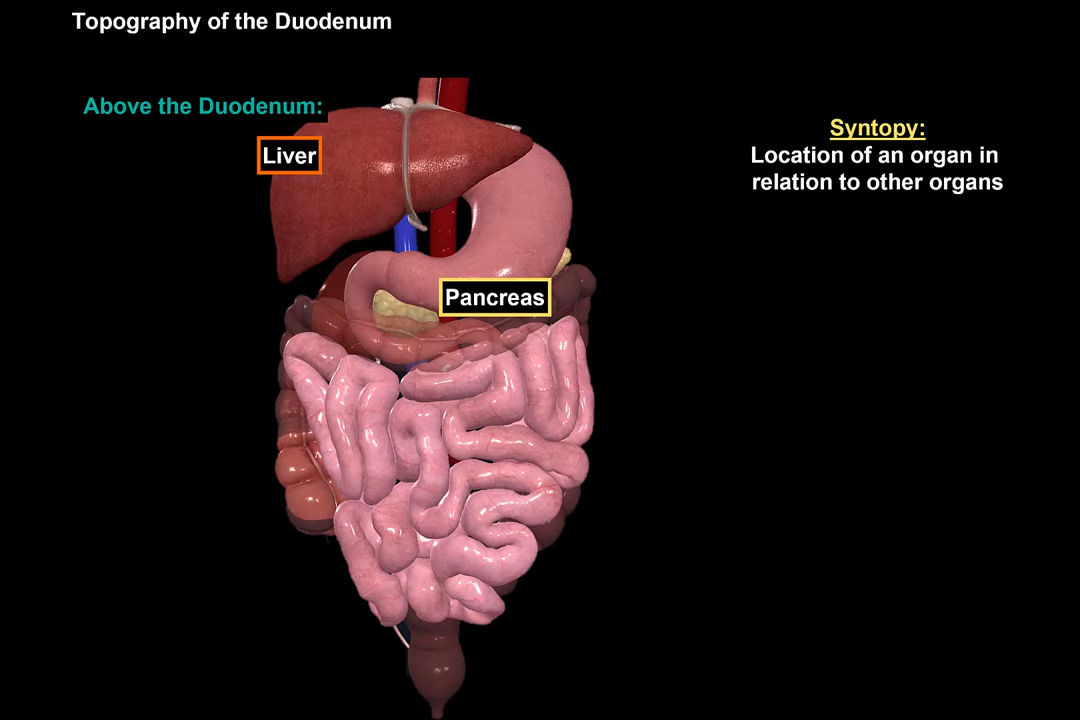 Topography of the Duodenum
Above the Duodenum:
Liver
Syntopy:
Location of an organ in
relation to other organs
Pancreas